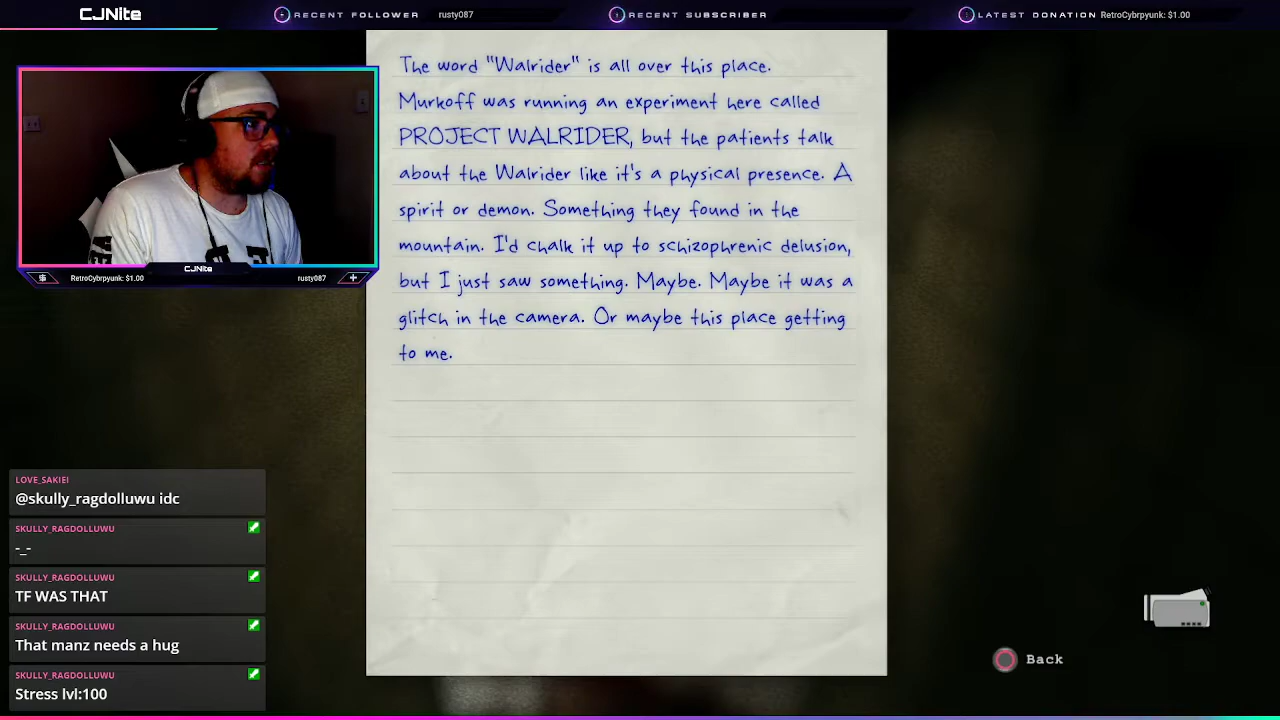 CJNite
RECENT FOLLOWER rusty087
RECENT SUBSCRIBER
LATEST DONATION RetroCybrpyunk: $1.00
The word "Walrider" is all over this place.
Murkoff was running an experiment here called
PROJECT WALRIDER, but the patients talk
about the Walrider like it's a physical presence. A
spirit or demon. Something they found in the
mountain. I'd chalk it up to schizophrenic delusion,
but I just saw something. Maybe. Maybe it was a
glitch in the camera. Or maybe this place getting
to me.
CJNite
RetroCybrpyunk: $1.00
rusty087
LOVE_SAKIEI
@skully_ragdolluwu idc
SKULLY_RAGDOLLUWU
-_-
SKULLY_RAGDOLLUWU
TF WAS THAT
SKULLY_RAGDOLLUWU
That manz needs a hug
SKULLY_RAGDOLLUWU
Stress lvl:100
Back